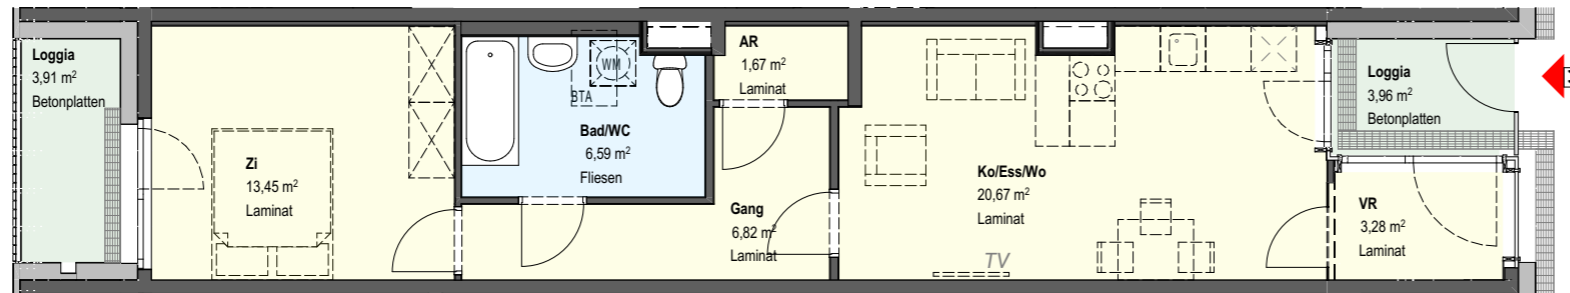 Loggia
3,91 m²
Betonplatten
Zi
13,45 m²
Laminat
WM
BTA
Bad/WC
6,59 m²
Fliesen
AR
1,67 m²
Laminat
Gang
6,82 m²
Laminat
Ko/Ess/Wo
20,67 m²
Laminat
TV
Loggia
3,96 m²
Betonplatten
VR
3,28 m²
Laminat